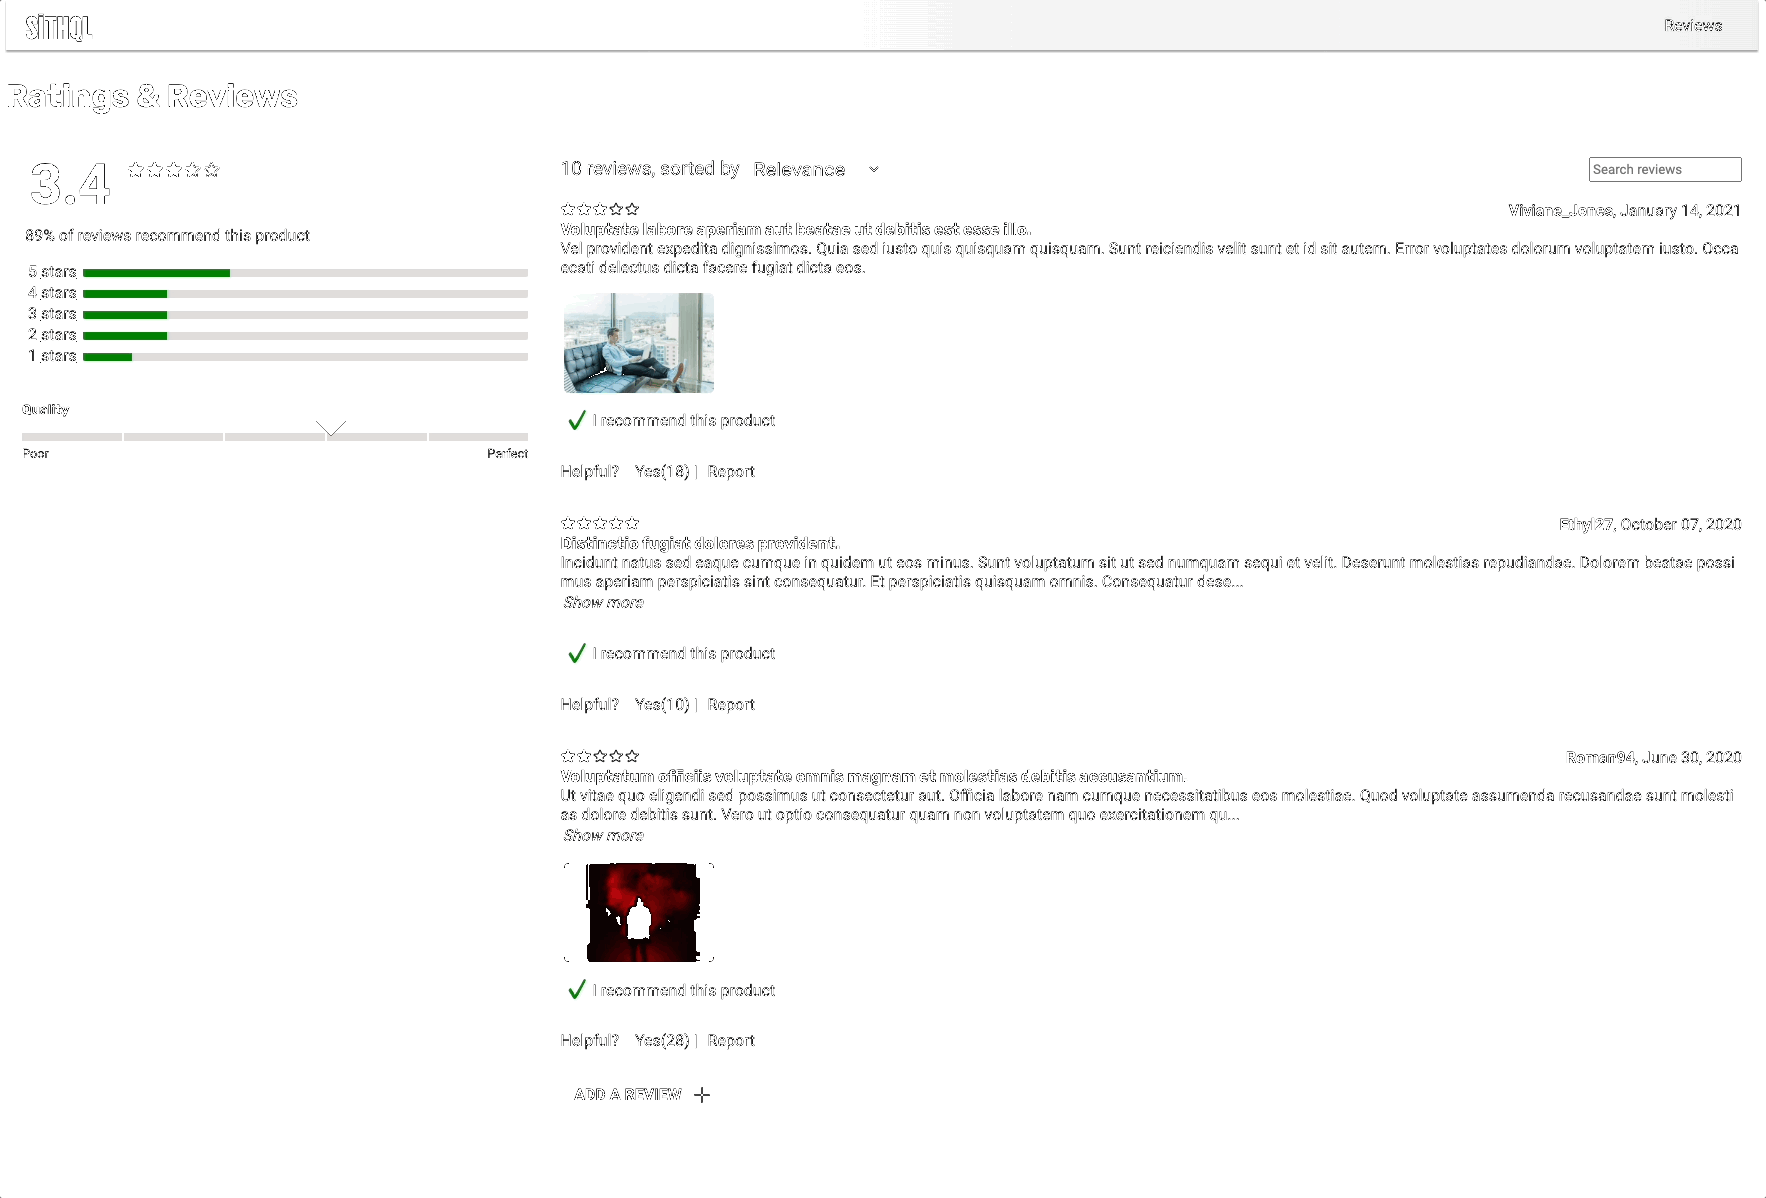 SITHQL
Reviews
Ratings & Reviews
3.4
89% of reviews recommend this product
5 stars
4 stars
3 stars
2 stars
1 stars
Quality
Poor
Perfect
10 reviews, sorted by Relevance
Search reviews
Viviane_Jones, January 14, 2021
Voluptate labore aperiam aut beatae ut debitis est esse illo.
Vel provident expedita dignissimos. Quia sed iusto quis quisquam quisquam. Sunt reiciendis velit sunt et id sit autem. Error voluptates dolorum voluptatem iusto. Occa
ecati delectus dicta facere fugiat dicta eos.
I recommend this product
Helpful? Yes(18) | Report
Ethyl27, October 07, 2020
Distinctio fugiat dolores provident.
Incidunt natus sed eaque cumque in quidem ut eos minus. Sunt voluptatum sit ut sed numquam sequi et velit. Deserunt molestias repudiandae. Dolorem beatae possi
mus aperiam perspiciatis sint consequatur. Et perspiciatis quisquam omnis. Consequatur dese...
Show more
I recommend this product
Helpful? Yes(10) | Report
Roman94, June 30, 2020
Voluptatum officiis voluptate omnis magnam et molestias debitis accusantium.
Ut vitae quo eligendi sed possimus ut consectetur aut. Officia labore nam cumque necessitatibus eos molestiae. Quod voluptate assumenda recusandae sunt molesti
as dolore debitis sunt. Vero ut optio consequatur quam non voluptatem quo exercitationem qu...
Show more
I recommend this product
Helpful? Yes(28) | Report
ADD A REVIEW +